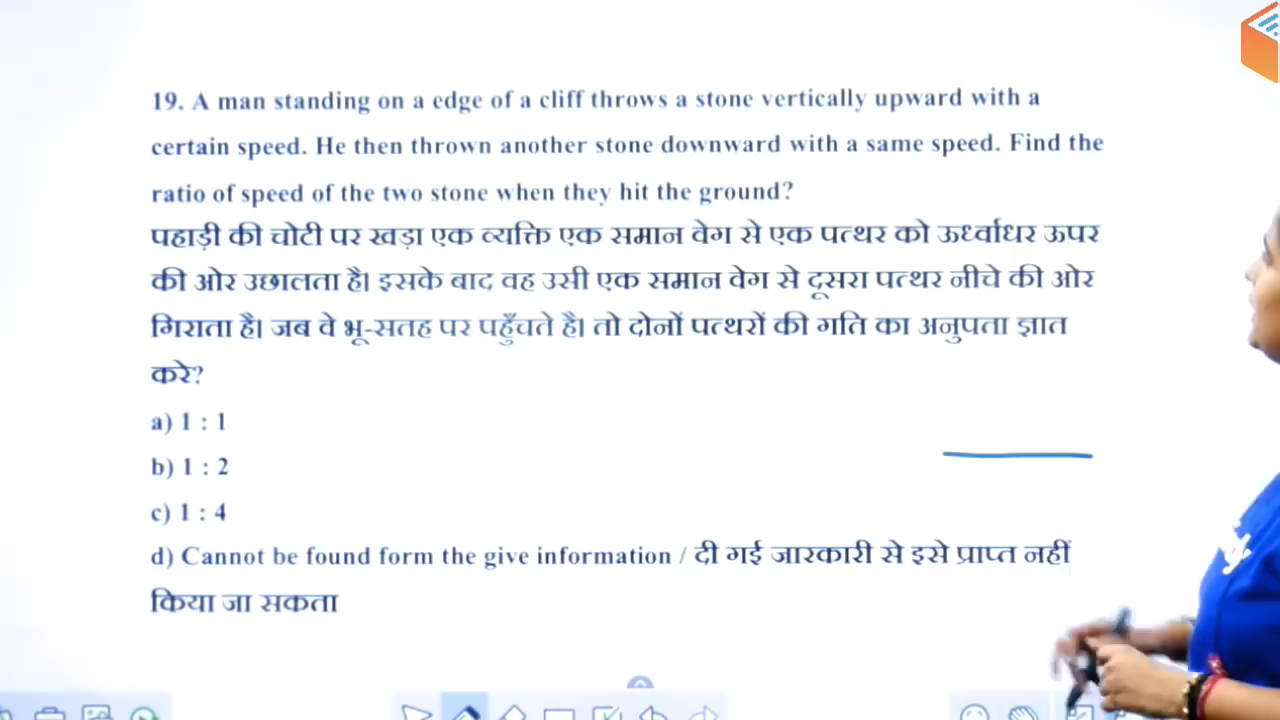 19. A man standing on a edge of a cliff throws a stone vertically upward with a
certain speed. He then thrown another stone downward with a same speed. Find the
ratio of speed of the two stone when they hit the ground?
पहाड़ी की चोटी पर खड़ा एक व्यक्ति एक समान वेग से एक पत्थर को ऊर्ध्वाधर ऊपर
की ओर उछालता है। इसके बाद वह उसी एक समान वेग से दूसरा पत्थर नीचे की ओर
गिराता है। जब वे भू-सतह पर पहुँचते है। तो दोनों पत्थरों की गति का अनुपता ज्ञात
करे?
a) 1 : 1
b) 1 : 2
c) 1 : 4
d) Cannot be found form the give information / दी गई जारकारी से इसे प्राप्त नहीं
किया जा सकता